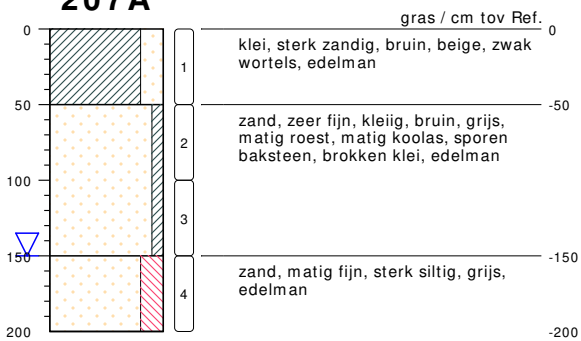 207A
gras / cm tov Ref.
0
0
klei, sterk zandig, bruin, beige, zwak
wortels, edelman
1
50
-50
zand, zeer fijn, kleiig, bruin, grijs,
matig roest, matig koolas, sporen
baksteen, brokken klei, edelman
2
100
3
150
-150
zand, matig fijn, sterk siltig, grijs,
edelman
4
200
-200